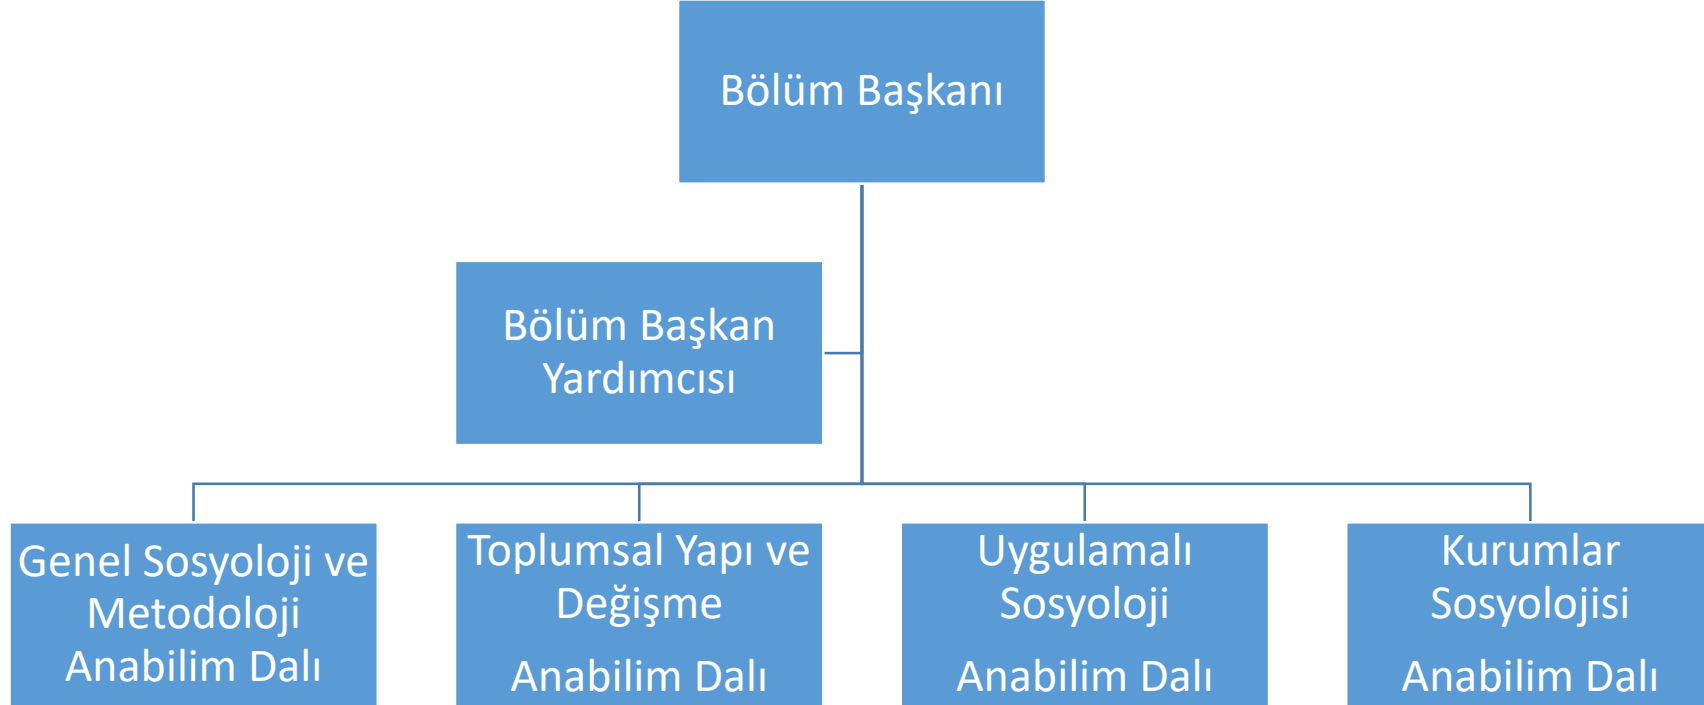 Bölüm Başkanı
Bölüm Başkan
Yardımcısı
Genel Sosyoloji ve
Metodoloji
Anabilim Dalı
Toplumsal Yapı ve
Değişme
Anabilim Dalı
Uygulamalı
Sosyoloji
Anabilim Dalı
Kurumlar
Sosyolojisi
Anabilim Dalı